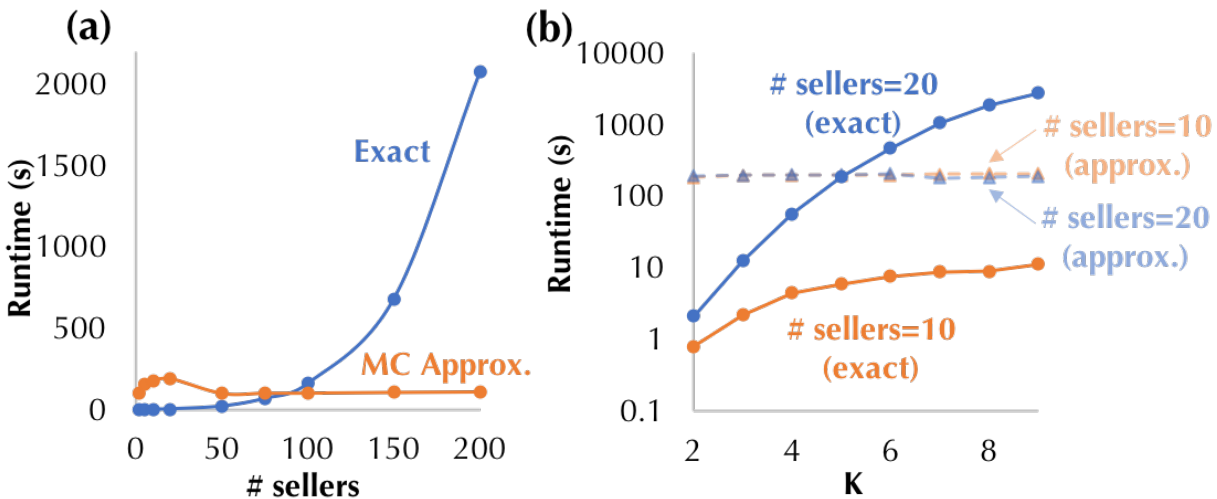 (a)
Runtime (s)
2000
1500
1000
500
0
Exact
MC Approx.
0 50 100 150 200
# sellers
(b)
Runtime (s)
10000
1000
100
10
1
0.1
# sellers=20
(exact)
# sellers=10
(approx.)
# sellers=20
(approx.)
# sellers=10
(exact)
2 4 6 8
K